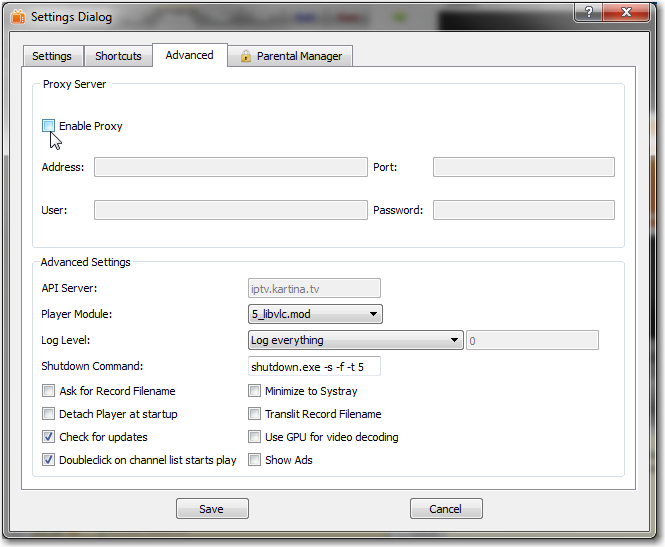 Settings Dialog
?
Settings
Shortcuts
Advanced
Parental Manager
Proxy Server
Enable Proxy
Address:
Port:
User:
Password:
Advanced Settings
API Server:
iptv.kartina.tv
Player Module:
5_libvlc.mod
Log Level:
Log everything
0
Shutdown Command:
shutdown.exe -s -f -t 5
Ask for Record Filename
Minimize to Systray
Detach Player at startup
Translit Record Filename
Check for updates
Use GPU for video decoding
Doubleclick on channel list starts play
Show Ads
Save
Cancel